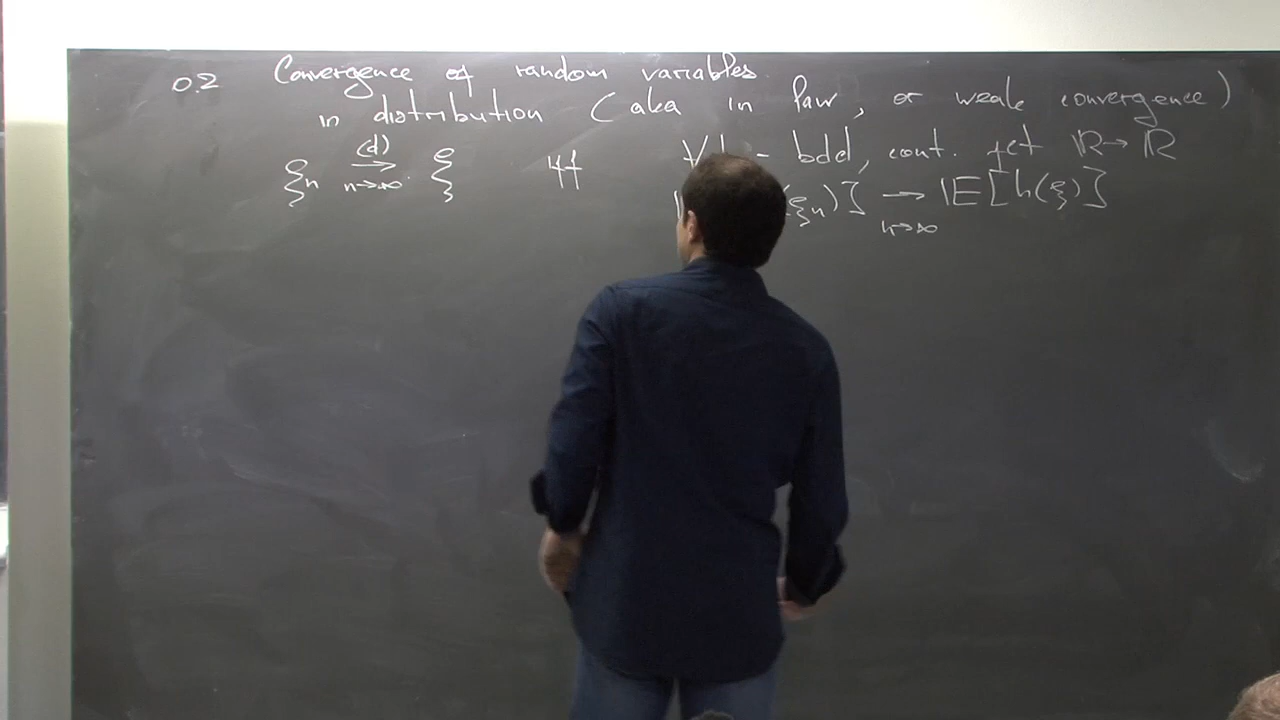 0.2 Convergence of random variables
in distribution (aka in law, or weak convergence)
ξₙ →^{(d)}_{n→∞} ξ iff ∀h - bdd, cont. fct ℝ→ℝ
(ξₙ)] →_{n→∞} 𝔼[h(ξ)]